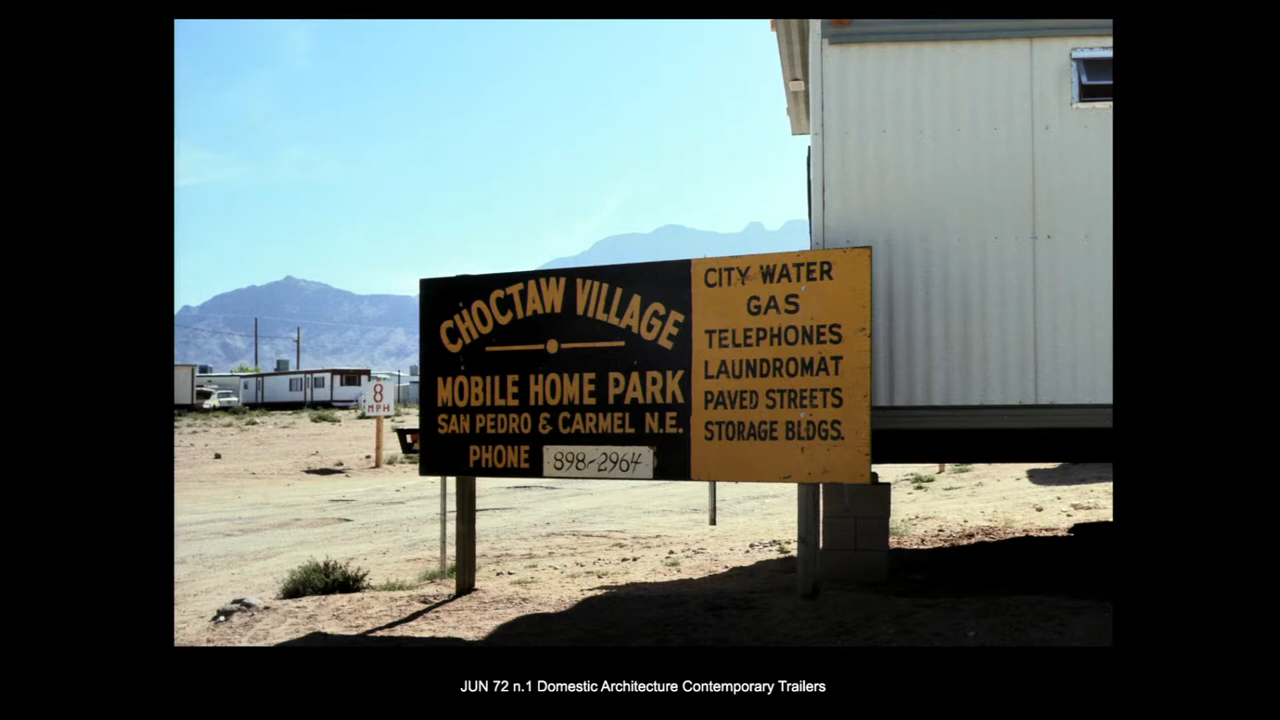 CHOCTAW VILLAGE
MOBILE HOME PARK
SAN PEDRO & CARMEL N.E.
PHONE 898-2964
CITY WATER
GAS
TELEPHONES
LAUNDROMAT
PAVED STREETS
STORAGE BLDGS.
8
MPH
JUN 72 n.1 Domestic Architecture Contemporary Trailers